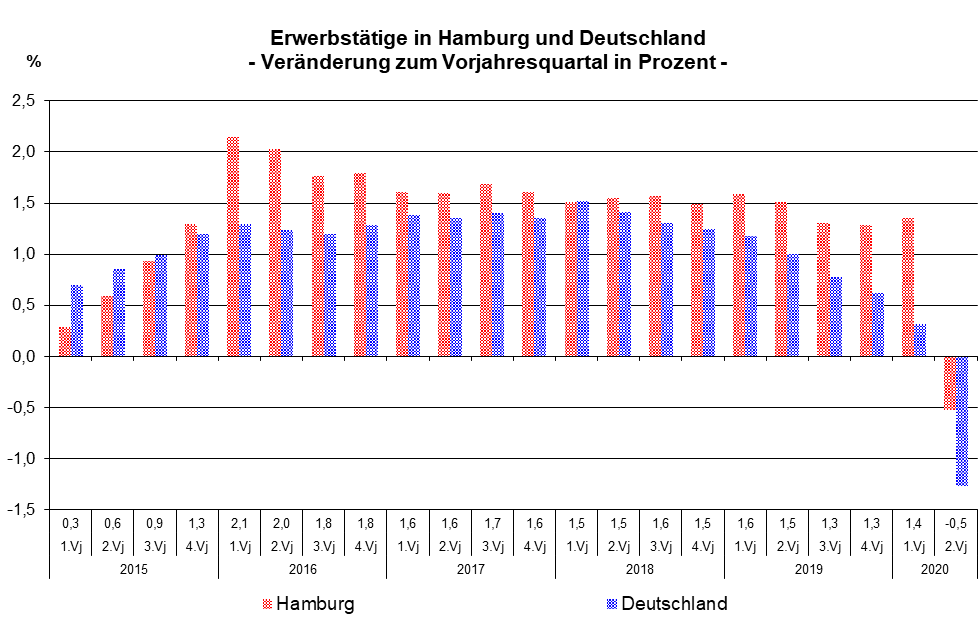 Erwerbstätige in Hamburg und Deutschland
- Veränderung zum Vorjahresquartal in Prozent -
%
2,5
2,0
1,5
1,0
0,5
0,0
-0,5
-1,0
-1,5
0,3 0,6 0,9 1,3 2,1 2,0 1,8 1,8 1,6 1,6 1,7 1,6 1,5 1,5 1,6 1,5 1,6 1,5 1,3 1,3 1,4 -0,5
1.Vj 2.Vj 3.Vj 4.Vj 1.Vj 2.Vj 3.Vj 4.Vj 1.Vj 2.Vj 3.Vj 4.Vj 1.Vj 2.Vj 3.Vj 4.Vj 1.Vj 2.Vj 3.Vj 4.Vj 1.Vj 2.Vj
2015 2016 2017 2018 2019 2020
Hamburg Deutschland